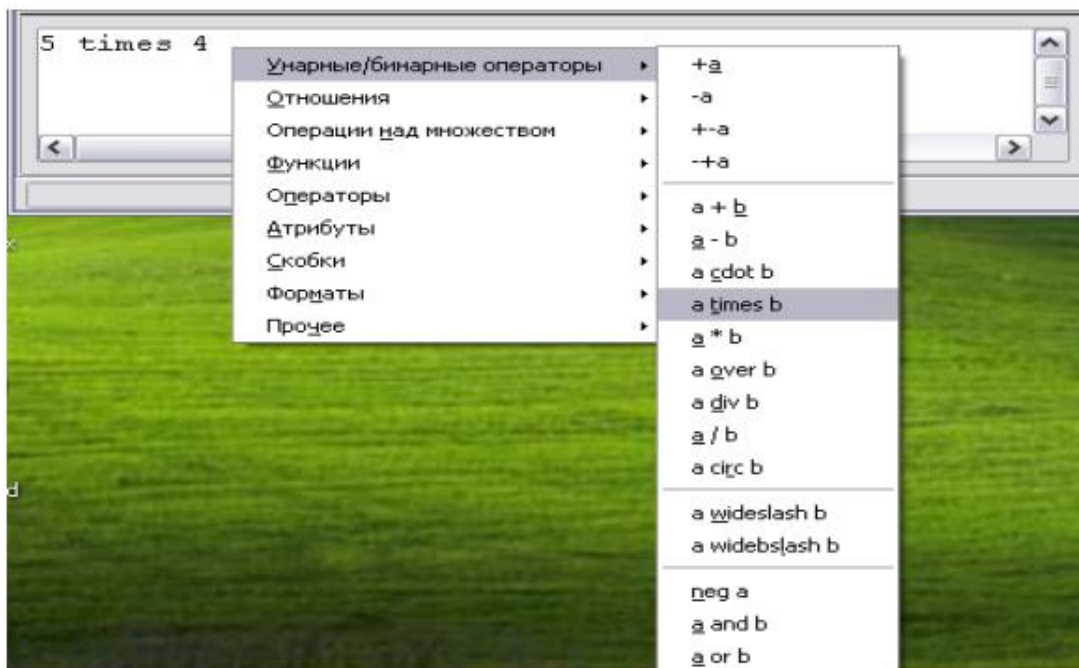 5 times 4
Унарные/бинарные операторы
Отношения
Операции над множеством
Функции
Операторы
Атрибуты
Скобки
Форматы
Прочее
+a
-a
+-a
-+a
a + b
a - b
a cdot b
a times b
a * b
a over b
a div b
a / b
a circ b
a wideslash b
a widebslash b
neg a
a and b
a or b
x
d